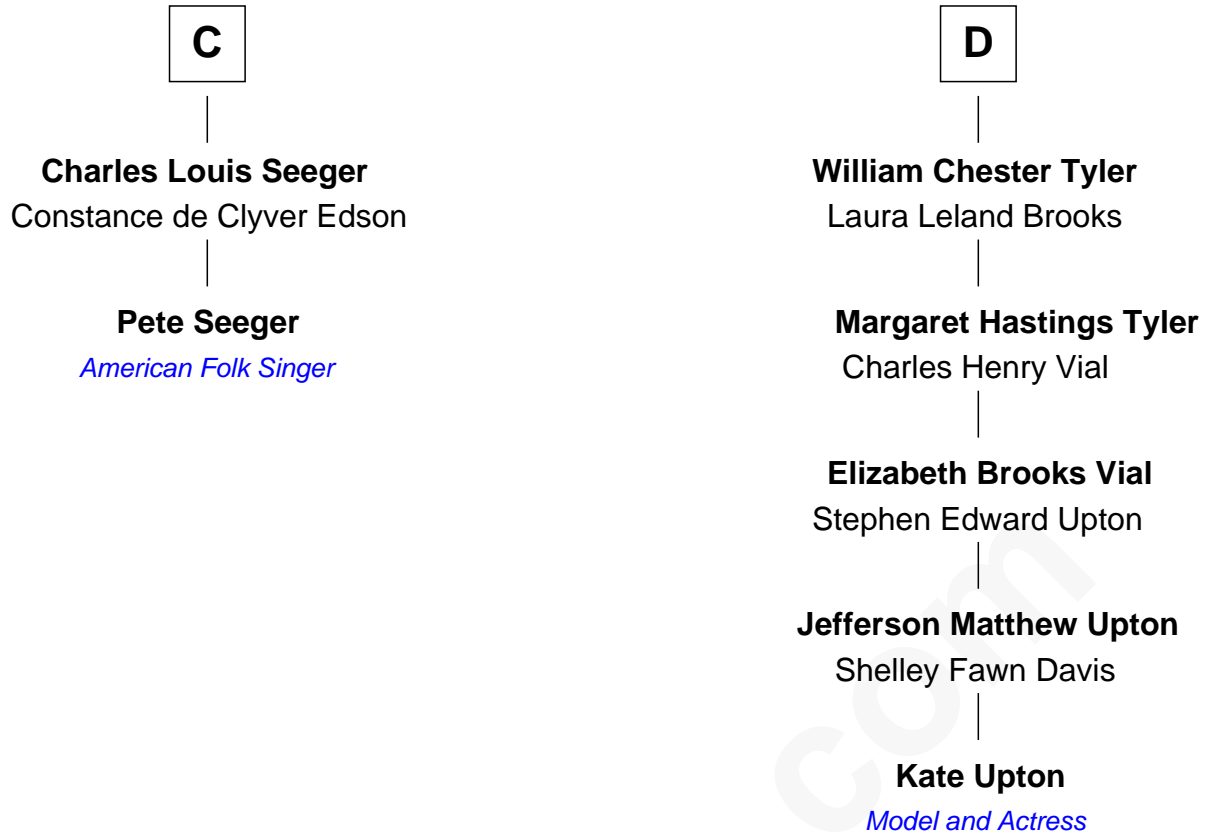 C
Charles Louis Seeger
Constance de Clyver Edson
Pete Seeger
American Folk Singer
D
William Chester Tyler
Laura Leland Brooks
Margaret Hastings Tyler
Charles Henry Vial
Elizabeth Brooks Vial
Stephen Edward Upton
Jefferson Matthew Upton
Shelley Fawn Davis
Kate Upton
Model and Actress
com